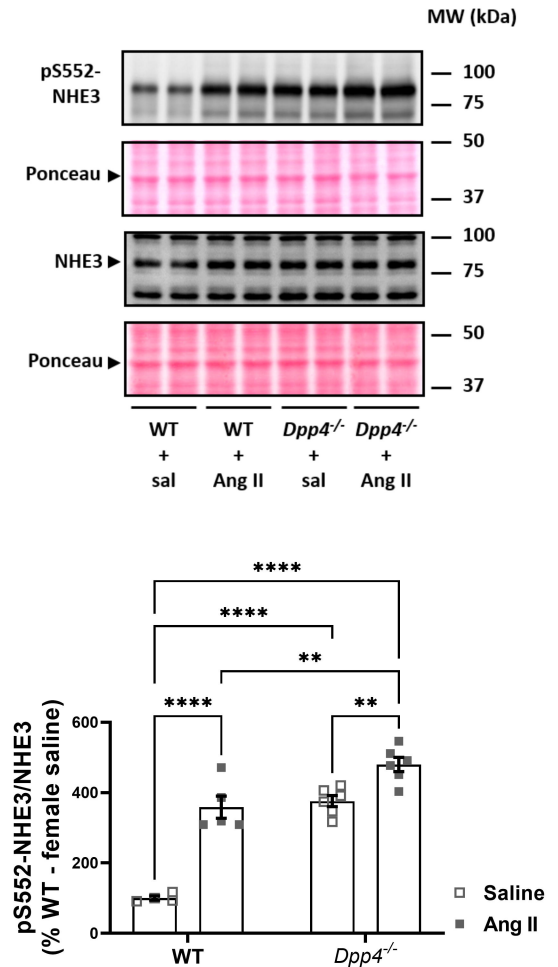 MW (kDa)
pS552-
NHE3
100
75
Ponceau
50
37
NHE3
100
75
Ponceau
50
37
WT WT Dpp4-/- Dpp4-/-
+ + + +
sal Ang II sal Ang II
****
****
**
**** **
pS552-NHE3/NHE3
(% WT - female saline)
600
400
200
0
WT Dpp4-/-
Saline
Ang II